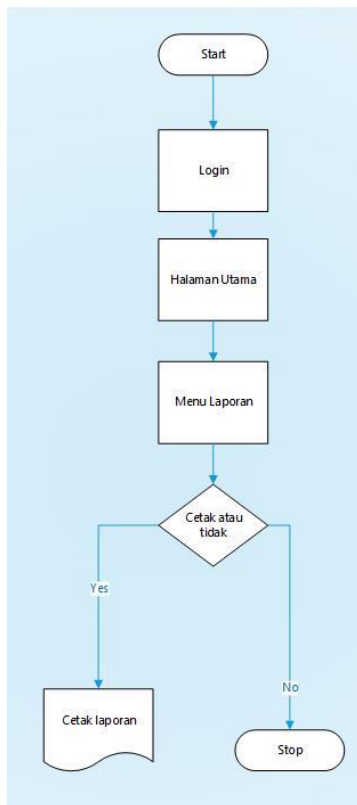 Start
Login
Halaman Utama
Menu Laporan
Cetak atau
tidak
Yes
No
Cetak laporan
Stop